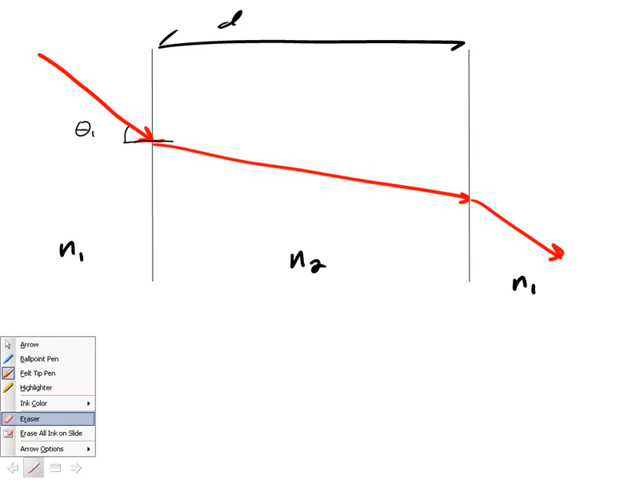 d
θ₁
n₁
n₂
n₁
Arrow
Ballpoint Pen
Felt Tip Pen
Highlighter
Ink Color
Eraser
Erase All Ink on Slide
Arrow Options